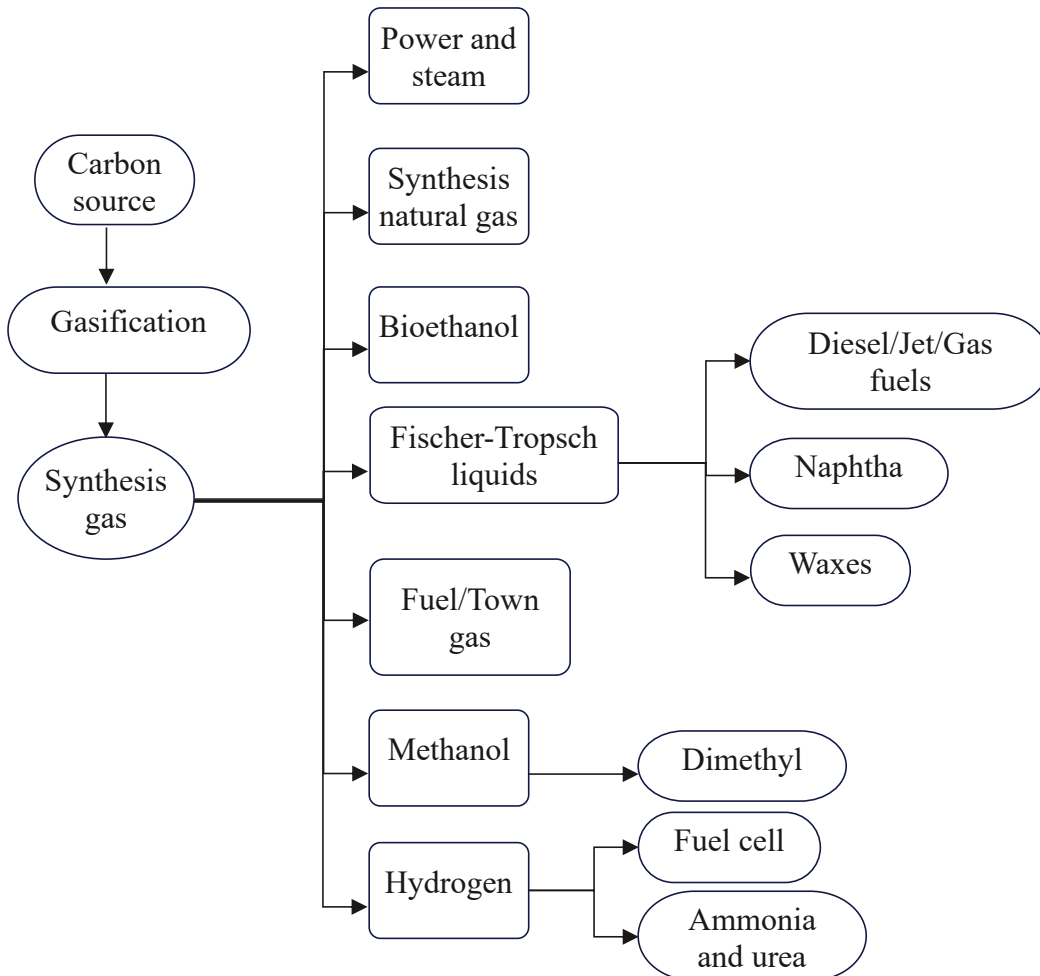 Power and
steam
Carbon
source
Synthesis
natural gas
Gasification
Bioethanol
Diesel/Jet/Gas
fuels
Fischer-Tropsch
liquids
Naphtha
Synthesis
gas
Waxes
Fuel/Town
gas
Methanol
Dimethyl
Fuel cell
Hydrogen
Ammonia
and urea